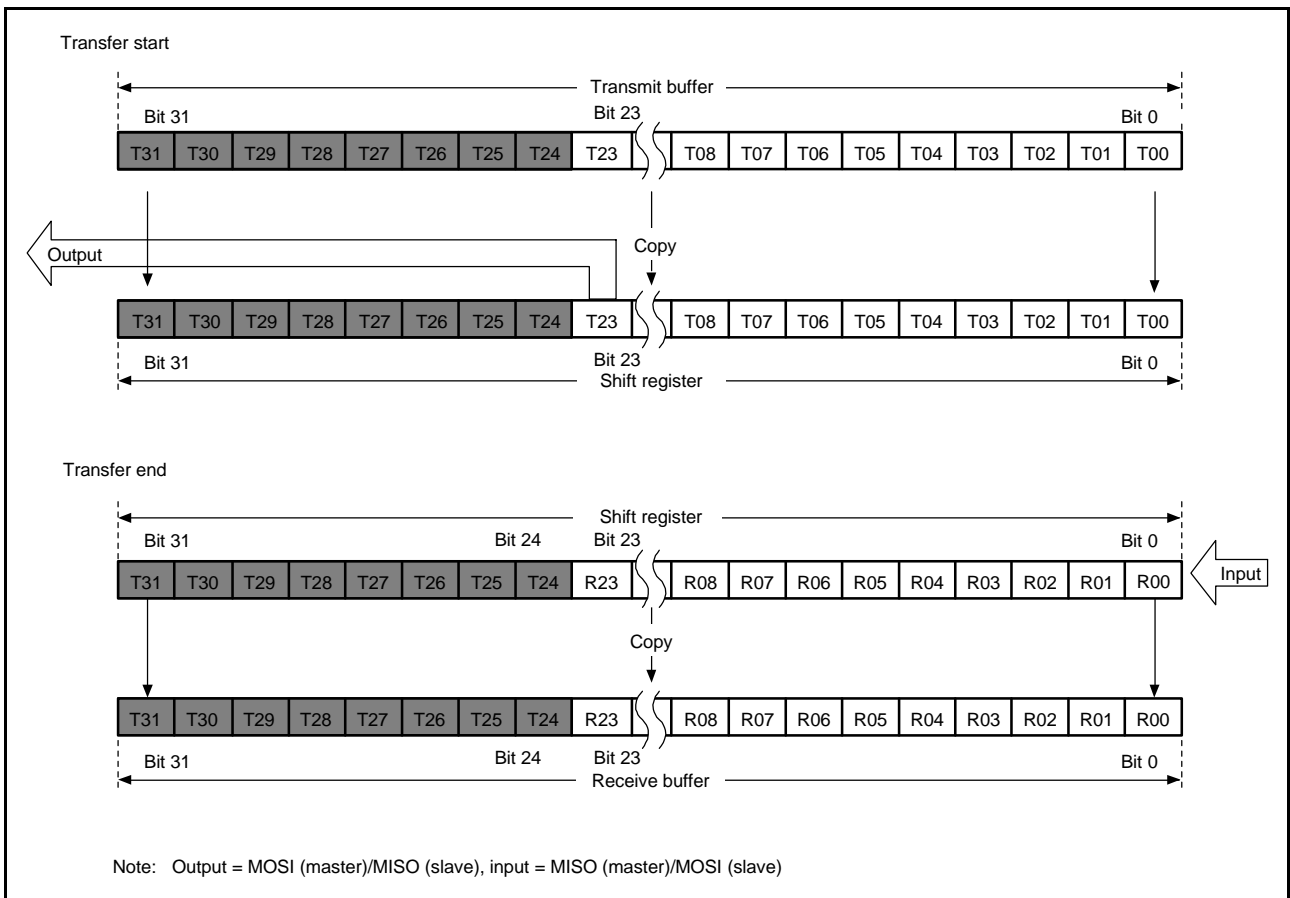 Transfer start
Transmit buffer
Bit 31 Bit 23 Bit 0
T31 T30 T29 T28 T27 T26 T25 T24 T23 T08 T07 T06 T05 T04 T03 T02 T01 T00
Output Copy
T31 T30 T29 T28 T27 T26 T25 T24 T23 T08 T07 T06 T05 T04 T03 T02 T01 T00
Bit 31 Bit 23 Bit 0
Shift register
Transfer end
Shift register
Bit 31 Bit 24 Bit 23 Bit 0
T31 T30 T29 T28 T27 T26 T25 T24 R23 R08 R07 R06 R05 R04 R03 R02 R01 R00 Input
Copy
T31 T30 T29 T28 T27 T26 T25 T24 R23 R08 R07 R06 R05 R04 R03 R02 R01 R00
Bit 31 Bit 24 Bit 23 Bit 0
Receive buffer
Note: Output = MOSI (master)/MISO (slave), input = MISO (master)/MOSI (slave)